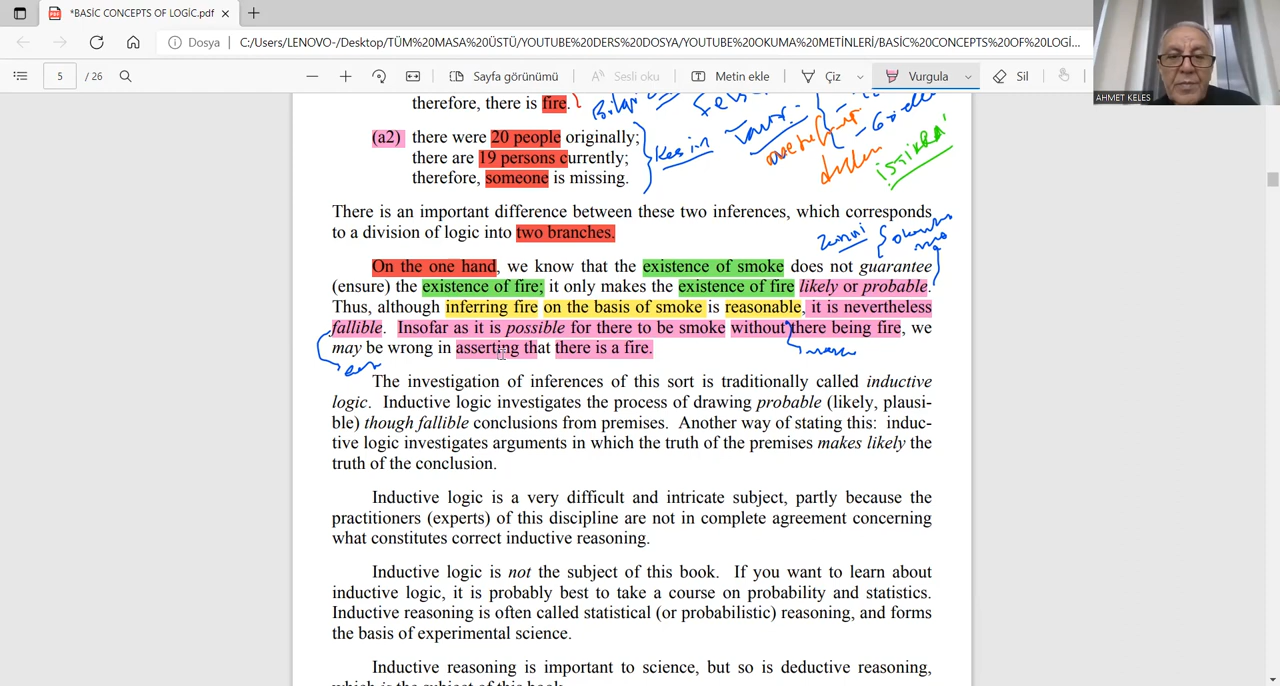 *BASİC CONCEPTS OF LOGİC.pdf
Dosya
C:/Users/LENOVO-/Desktop/TÜM%20MASA%20ÜSTÜ/YOUTUBE%20DERS%20DOSYA/YOUTUBE%20OKUMA%20METİNLERİ/BASİC%20CONCEPTS%20OF%20LOGİ...
5 / 26
Sayfa görünümü
Sesli oku
Metin ekle
Çiz
Vurgula
Sil
AHMET KELES
therefore, there is fire.
(a2) there were 20 people originally;
there are 19 persons currently;
therefore, someone is missing.
Kesin
istikra'
There is an important difference between these two inferences, which corresponds
to a division of logic into two branches.
On the one hand, we know that the existence of smoke does not guarantee
(ensure) the existence of fire; it only makes the existence of fire likely or probable.
Thus, although inferring fire on the basis of smoke is reasonable, it is nevertheless
fallible. Insofar as it is possible for there to be smoke without there being fire, we
may be wrong in asserting that there is a fire.
The investigation of inferences of this sort is traditionally called inductive
logic. Inductive logic investigates the process of drawing probable (likely, plausi-
ble) though fallible conclusions from premises. Another way of stating this: induc-
tive logic investigates arguments in which the truth of the premises makes likely the
truth of the conclusion.
Inductive logic is a very difficult and intricate subject, partly because the
practitioners (experts) of this discipline are not in complete agreement concerning
what constitutes correct inductive reasoning.
Inductive logic is not the subject of this book. If you want to learn about
inductive logic, it is probably best to take a course on probability and statistics.
Inductive reasoning is often called statistical (or probabilistic) reasoning, and forms
the basis of experimental science.
Inductive reasoning is important to science, but so is deductive reasoning,
which is the subject of this book.